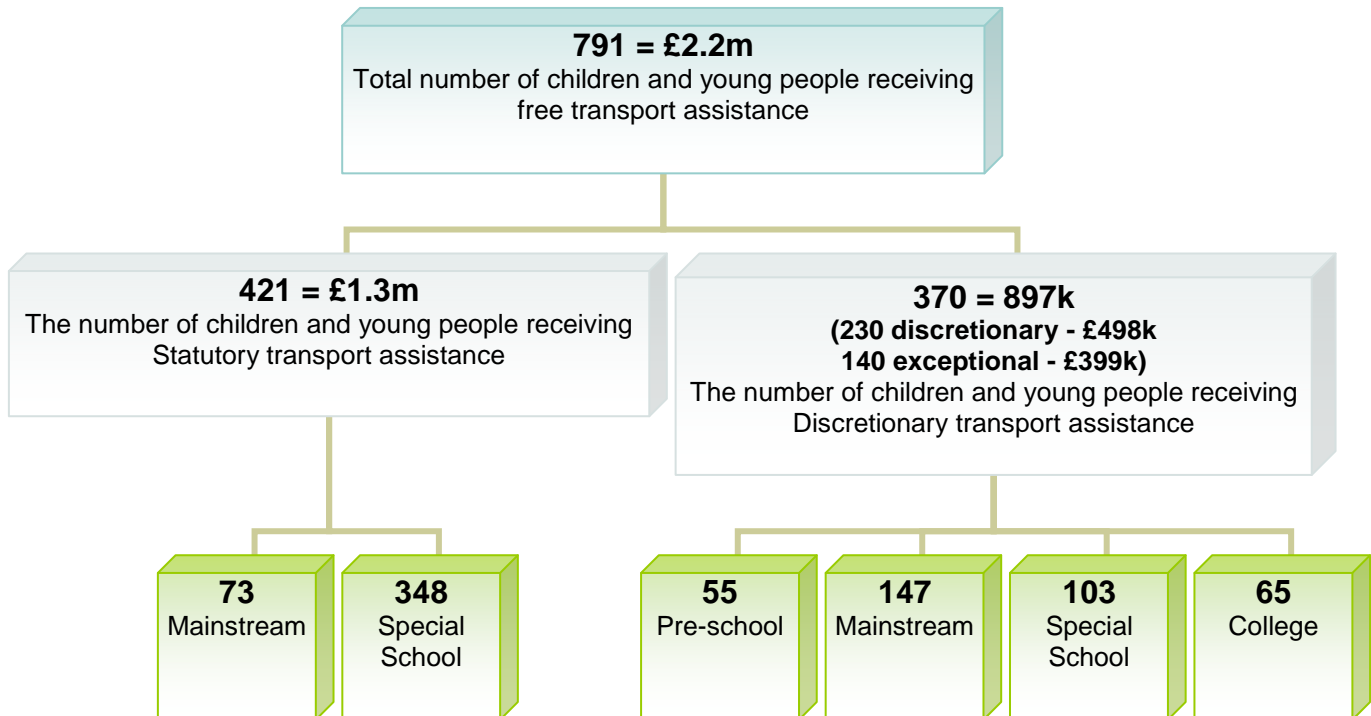 791 = £2.2m
Total number of children and young people receiving
free transport assistance
421 = £1.3m
The number of children and young people receiving
Statutory transport assistance
370 = 897k
(230 discretionary - £498k
140 exceptional - £399k)
The number of children and young people receiving
Discretionary transport assistance
73
Mainstream
348
Special
School
55
Pre-school
147
Mainstream
103
Special
School
65
College